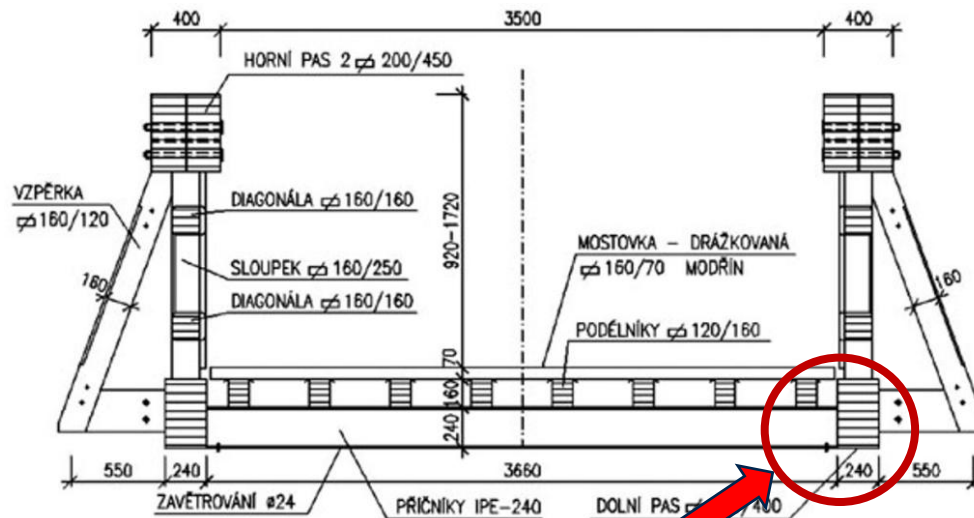 400 3500 400
HORNÍ PAS 2 ⏥ 200/450
VZPĚRKA
⏥ 160/120
DIAGONÁLA ⏥ 160/160
920-1720
MOSTOVKA – DRÁŽKOVANÁ
⏥ 160/70 MODŘÍN
SLOUPEK ⏥ 160/250
160
160
DIAGONÁLA ⏥ 160/160
PODÉLNÍKY ⏥ 120/160
70
160
240
550 240 3660 240 550
ZAVĚTROVÁNÍ ⌀24
PŘÍČNÍKY IPE-240
DOLNÍ PAS ⏥ /400